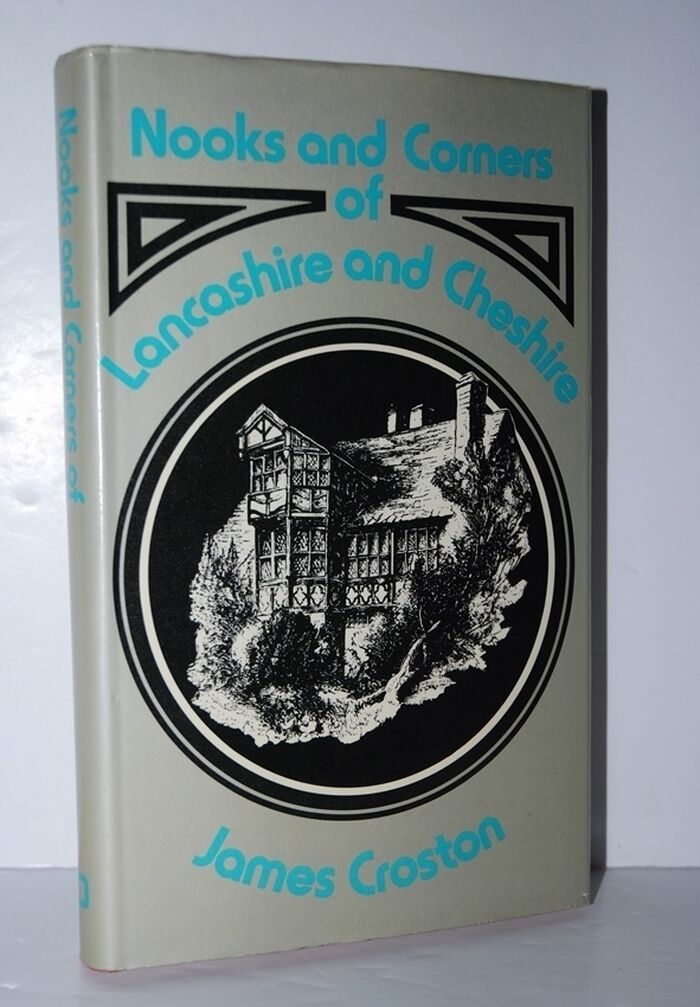 Nooks and Corners
of
Lancashire and Cheshire
James Croston
Nooks and Corners of